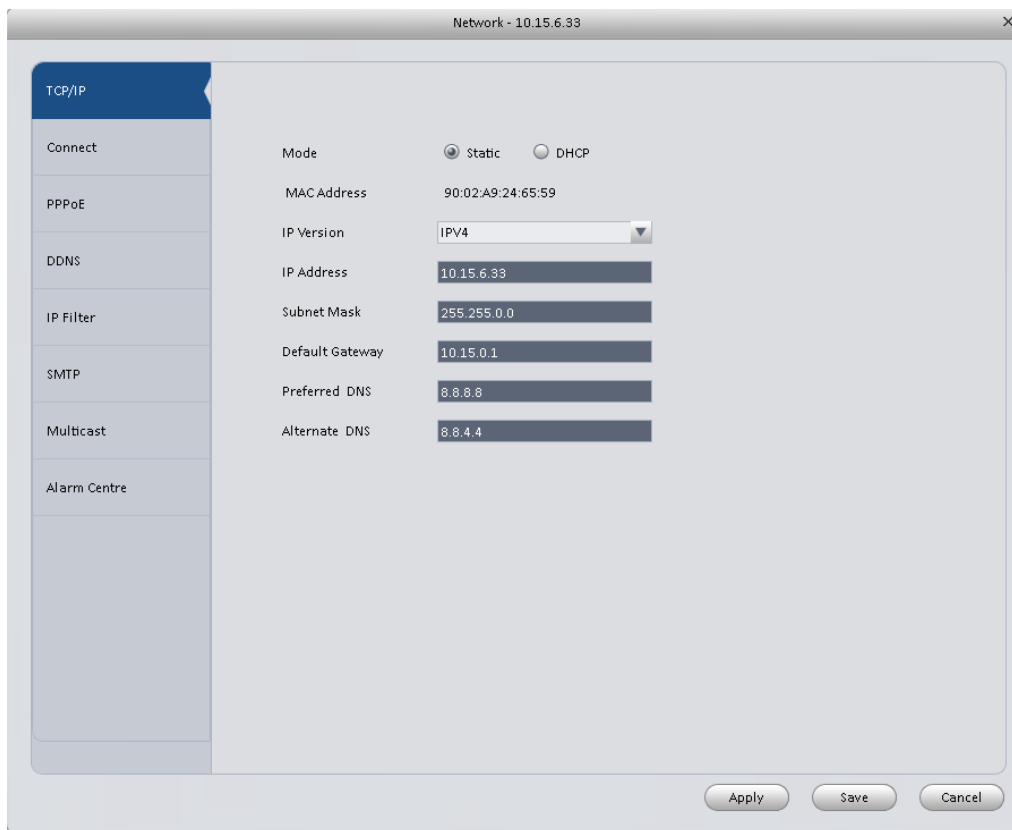 Network - 10.15.6.33
TCP/IP
Connect
PPPoE
DDNS
IP Filter
SMTP
Multicast
Alarm Centre
Mode Static DHCP
MAC Address 90:02:A9:24:65:59
IP Version IPV4
IP Address 10.15.6.33
Subnet Mask 255.255.0.0
Default Gateway 10.15.0.1
Preferred DNS 8.8.8.8
Alternate DNS 8.8.4.4
Apply Save Cancel